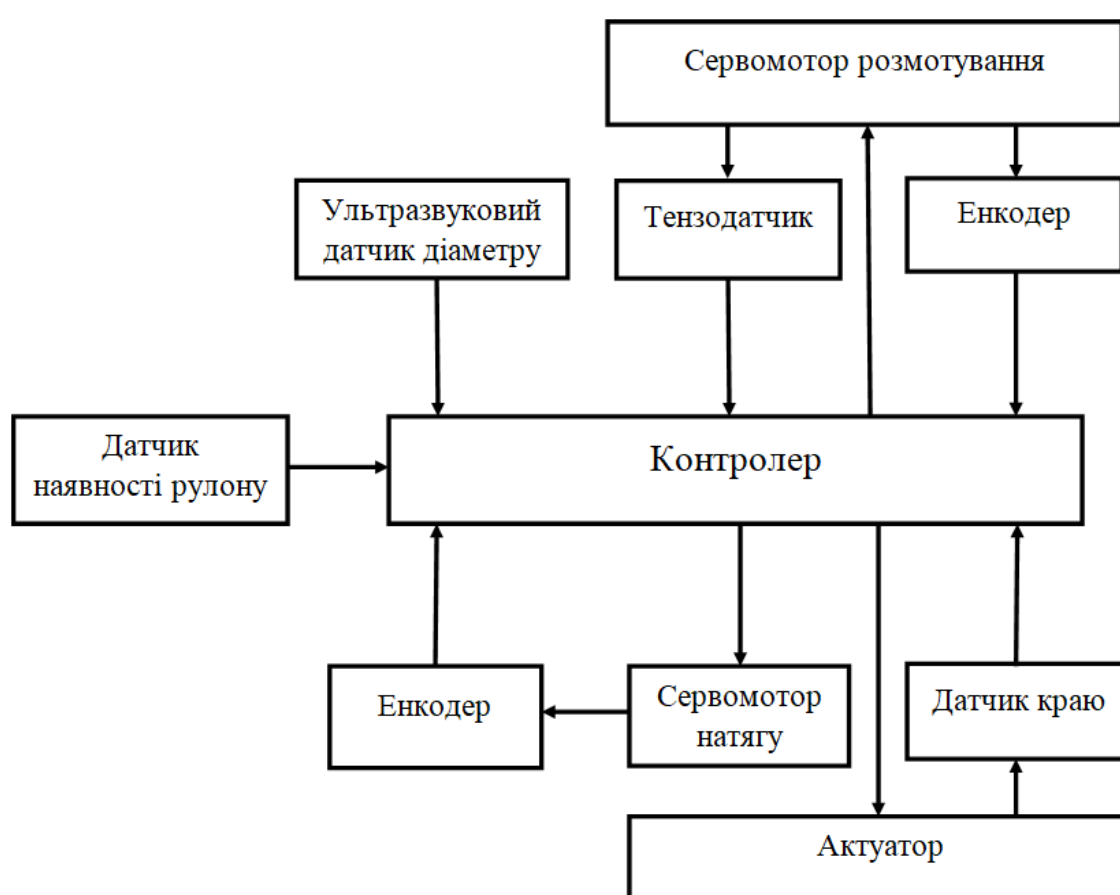 Сервомотор розмотування
Ультразвуковий
датчик діаметру
Тензодатчик
Енкодер
Датчик
наявності рулону
Контролер
Енкодер
Сервомотор
натягу
Датчик краю
Актуатор